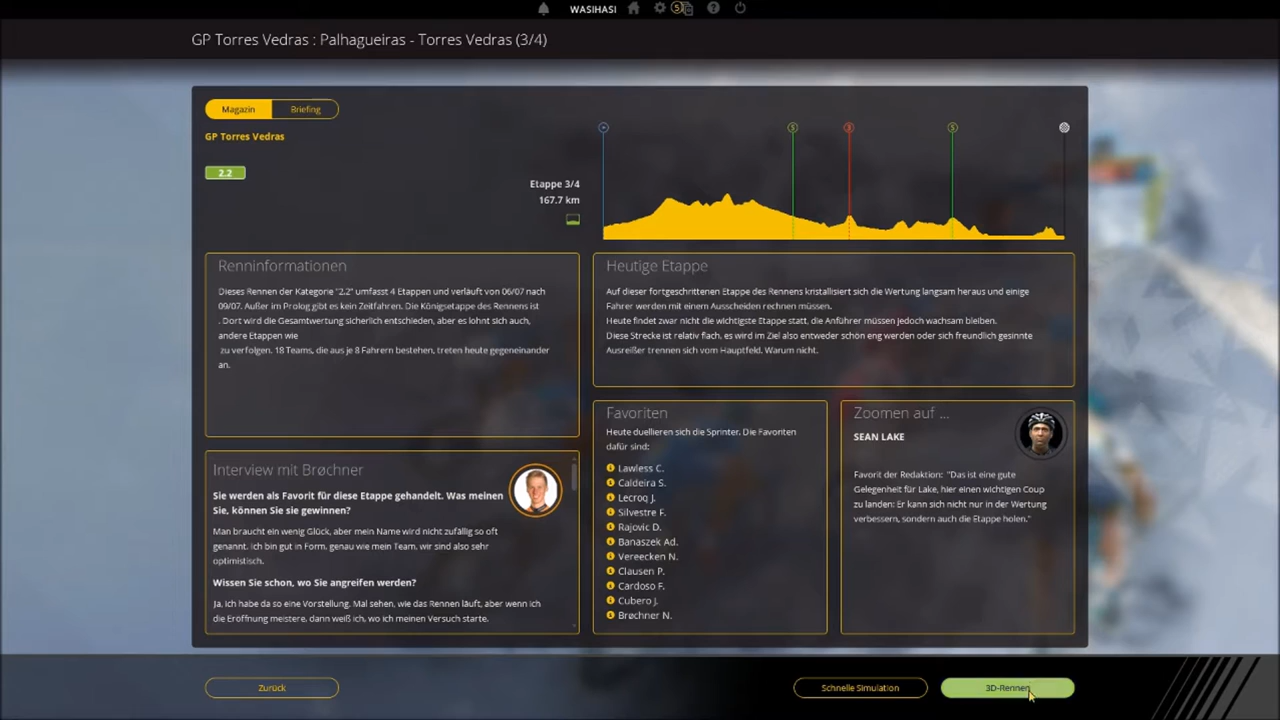 WASIHASI
GP Torres Vedras : Palhagueiras - Torres Vedras (3/4)
Magazin
Briefing
GP Torres Vedras
2.2
Etappe 3/4
167.7 km
S
S
Renninformationen
Dieses Rennen der Kategorie "2.2" umfasst 4 Etappen und verläuft von 06/07 nach
09/07. Außer im Prolog gibt es kein Zeitfahren. Die Königsetappe des Rennens ist
. Dort wird die Gesamtwertung sicherlich entschieden, aber es lohnt sich auch,
andere Etappen wie
zu verfolgen. 18 Teams, die aus je 8 Fahrern bestehen, treten heute gegeneinander
an.
Heutige Etappe
Auf dieser fortgeschrittenen Etappe des Rennens kristallisiert sich die Wertung langsam heraus und einige
Fahrer werden mit einem Ausscheiden rechnen müssen.
Heute findet zwar nicht die wichtigste Etappe statt, die Anführer müssen jedoch wachsam bleiben.
Diese Strecke ist relativ flach, es wird im Ziel also entweder schön eng werden oder sich freundlich gesinnte
Ausreißer trennen sich vom Hauptfeld. Warum nicht.
Interview mit Brøchner
Sie werden als Favorit für diese Etappe gehandelt. Was meinen
Sie, können Sie sie gewinnen?
Man braucht ein wenig Glück, aber mein Name wird nicht zufällig so oft
genannt. Ich bin gut in Form, genau wie mein Team, wir sind also sehr
optimistisch.
Wissen Sie schon, wo Sie angreifen werden?
Ja, ich habe da so eine Vorstellung. Mal sehen, wie das Rennen läuft, aber wenn ich
die Eröffnung meistere, dann weiß ich, wo ich meinen Versuch starte.
Favoriten
Heute duellieren sich die Sprinter. Die Favoriten
dafür sind:
Lawless C.
Caldeira S.
Lecroq J.
Silvestre F.
Rajovic D.
Banaszek Ad.
Vereecken N.
Clausen P.
Cardoso F.
Cubero J.
Brøchner N.
Zoomen auf ...
SEAN LAKE
Favorit der Redaktion: "Das ist eine gute
Gelegenheit für Lake, hier einen wichtigen Coup
zu landen: Er kann sich nicht nur in der Wertung
verbessern, sondern auch die Etappe holen."
Zurück
Schnelle Simulation
3D-Rennen